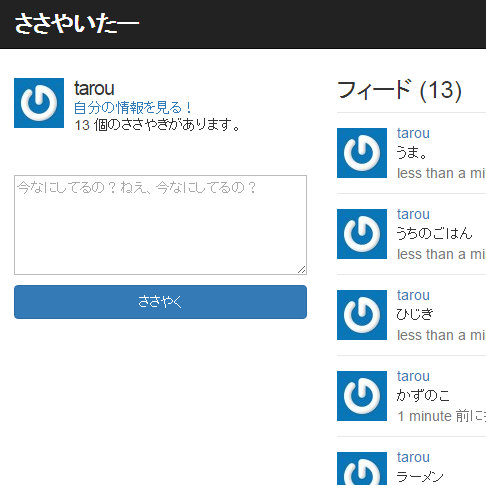 ささやいたー
tarou
自分の情報を見る！
13 個のささやきがあります。
今なにしてるの？ねえ、今なにしてるの？
ささやく
フィード (13)
tarou
うま。
less than a mi
tarou
うちのごはん
less than a mi
tarou
ひじき
less than a mi
tarou
かずのこ
1 minute 前に
tarou
ラーメン